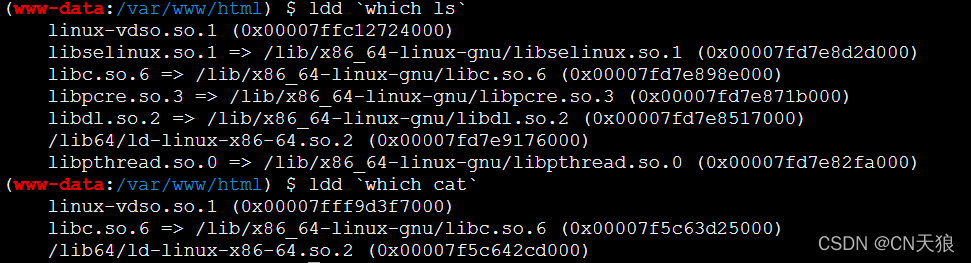 (www-data:/var/www/html) $ ldd `which ls`
linux-vdso.so.1 (0x00007ffc12724000)
libselinux.so.1 => /lib/x86_64-linux-gnu/libselinux.so.1 (0x00007fd7e8d2d000)
libc.so.6 => /lib/x86_64-linux-gnu/libc.so.6 (0x00007fd7e898e000)
libpcre.so.3 => /lib/x86_64-linux-gnu/libpcre.so.3 (0x00007fd7e871b000)
libdl.so.2 => /lib/x86_64-linux-gnu/libdl.so.2 (0x00007fd7e8517000)
/lib64/ld-linux-x86-64.so.2 (0x00007fd7e9176000)
libpthread.so.0 => /lib/x86_64-linux-gnu/libpthread.so.0 (0x00007fd7e82fa000)
(www-data:/var/www/html) $ ldd `which cat`
linux-vdso.so.1 (0x00007fff9d3f7000)
libc.so.6 => /lib/x86_64-linux-gnu/libc.so.6 (0x00007f5c63d25000)
/lib64/ld-linux-x86-64.so.2 (0x00007f5c642cd000)
CSDN @CN天狼